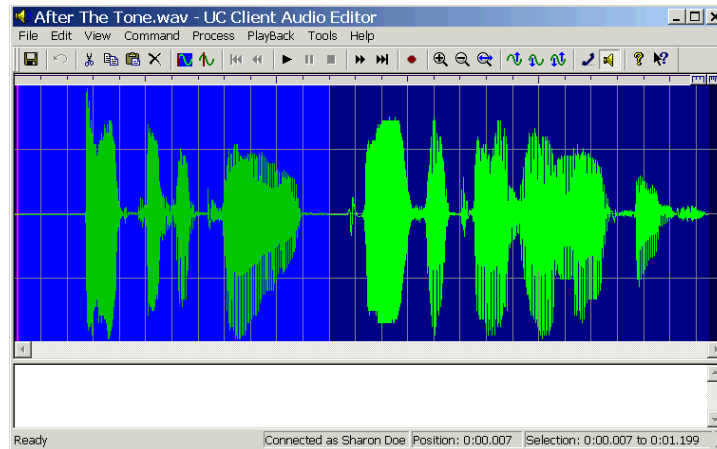 After The Tone.wav - UC Client Audio Editor
File Edit View Command Process PlayBack Tools Help
Ready Connected as Sharon Doe Position: 0:00.007 Selection: 0:00.007 to 0:01.199